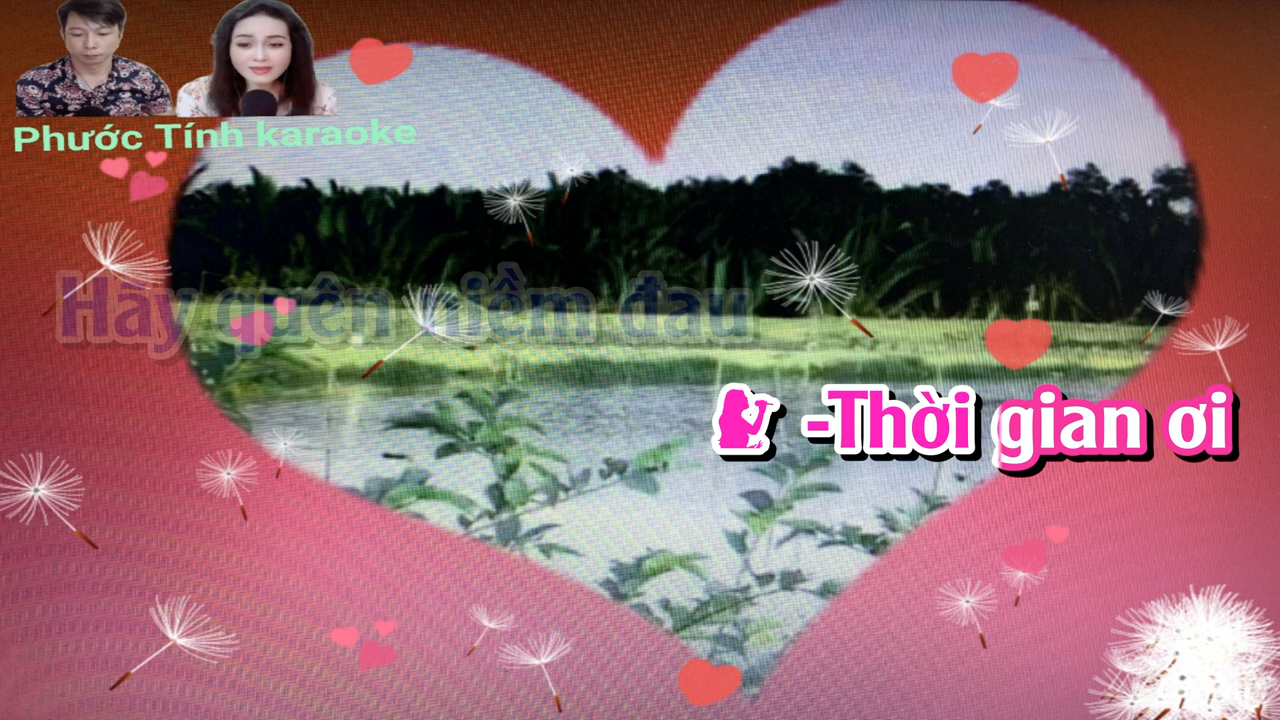 Phước Tính karaoke
Hãy quên niềm đau
-Thời gian ơi